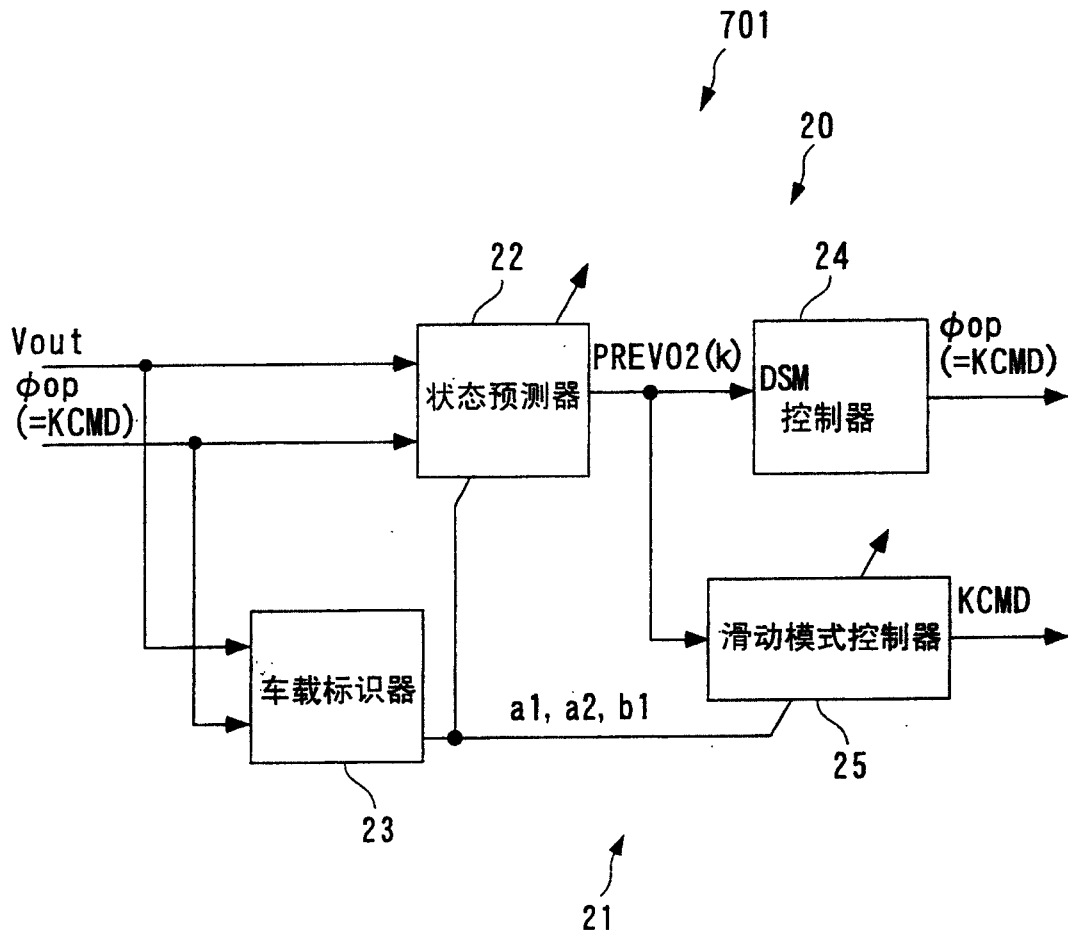 701
20
22
24
Vout
φop
(=KCMD)
状态预测器
PREVO2(k)
DSM
控制器
φop
(=KCMD)
车载标识器
滑动模式控制器
KCMD
a1, a2, b1
23
25
21